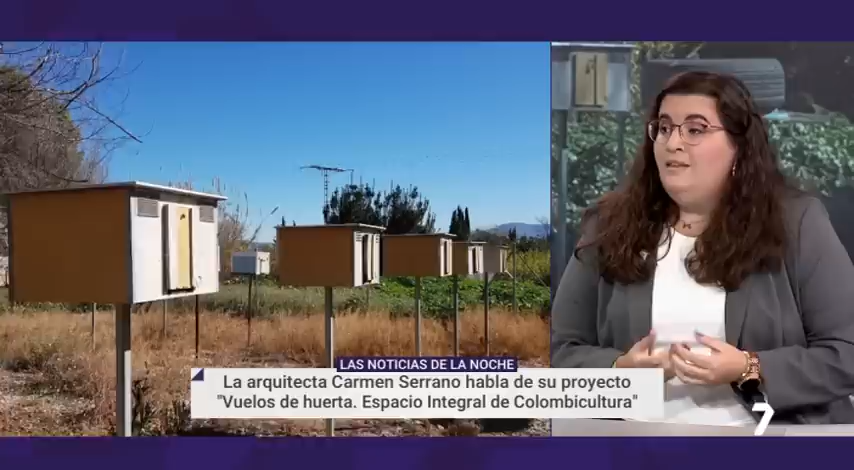 LAS NOTICIAS DE LA NOCHE
La arquitecta Carmen Serrano habla de su proyecto
"Vuelos de huerta. Espacio Integral de Colombicultura"
7